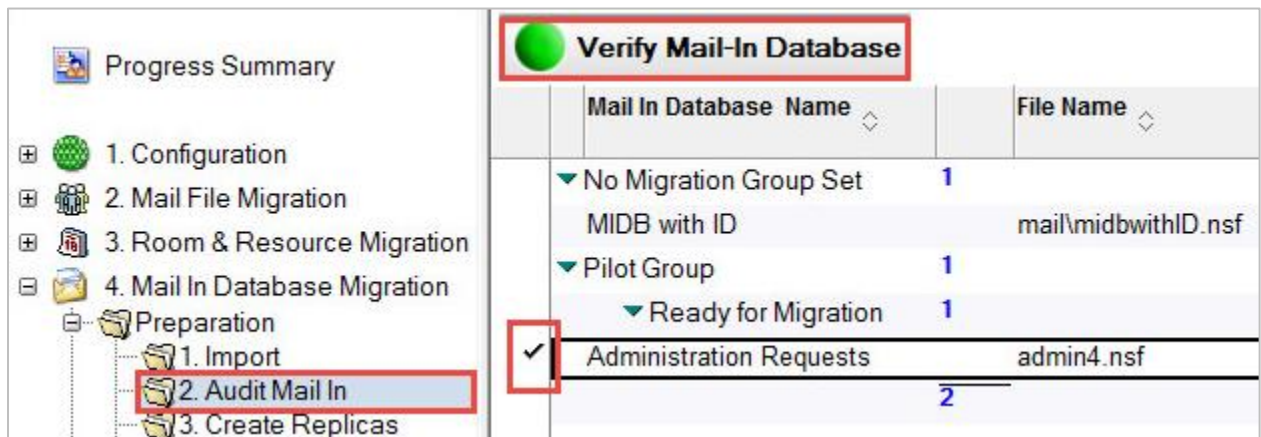 Progress Summary
1. Configuration
2. Mail File Migration
3. Room & Resource Migration
4. Mail In Database Migration
Preparation
1. Import
2. Audit Mail In
3. Create Replicas
Verify Mail-In Database
Mail In Database Name File Name
No Migration Group Set 1
MIDB with ID mail\midbwithID.nsf
Pilot Group 1
Ready for Migration 1
Administration Requests admin4.nsf
2